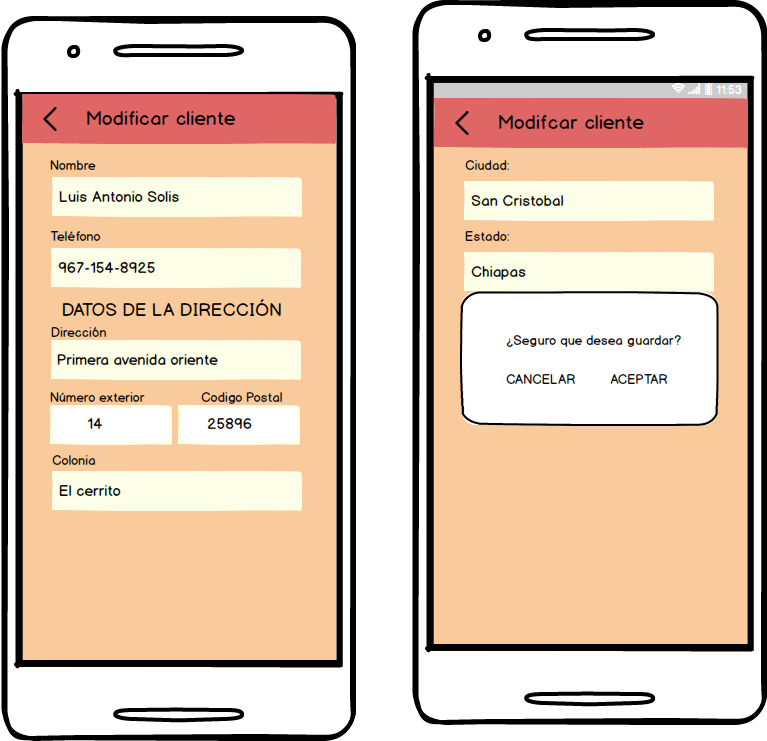 Modificar cliente
Nombre
Luis Antonio Solis
Teléfono
967-154-8925
DATOS DE LA DIRECCIÓN
Dirección
Primera avenida oriente
Número exterior Codigo Postal
14 25896
Colonia
El cerrito
11:53
Modifcar cliente
Ciudad:
San Cristobal
Estado:
Chiapas
¿Seguro que desea guardar?
CANCELAR ACEPTAR